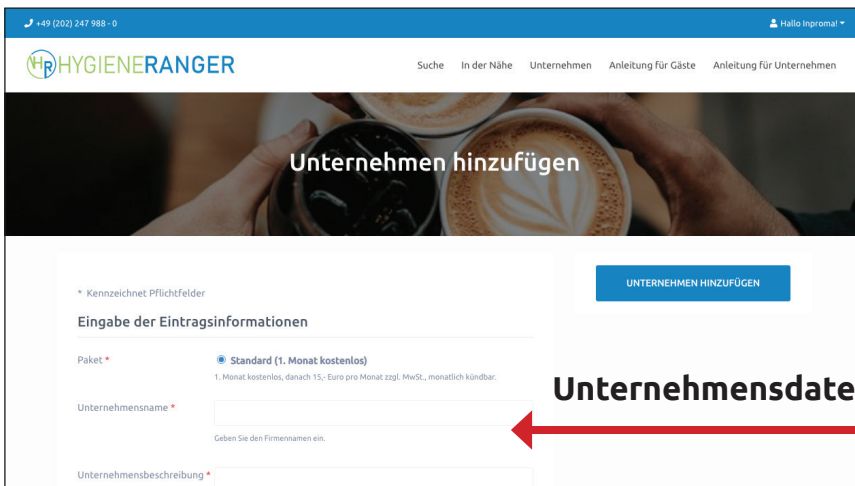 +49 (202) 247 988 - 0
Hallo Inproma!
HR HYGIENERANGER
Suche In der Nähe Unternehmen Anleitung für Gäste Anleitung für Unternehmen
Unternehmen hinzufügen
* Kennzeichnet Pflichtfelder
UNTERNEHMEN HINZUFÜGEN
Eingabe der Eintragsinformationen
Paket *
Standard (1. Monat kostenlos)
1. Monat kostenlos, danach 15,- Euro pro Monat zzgl. MwSt., monatlich kündbar.
Unternehmensdate
Unternehmensname *
Geben Sie den Firmennamen ein.
Unternehmensbeschreibung *